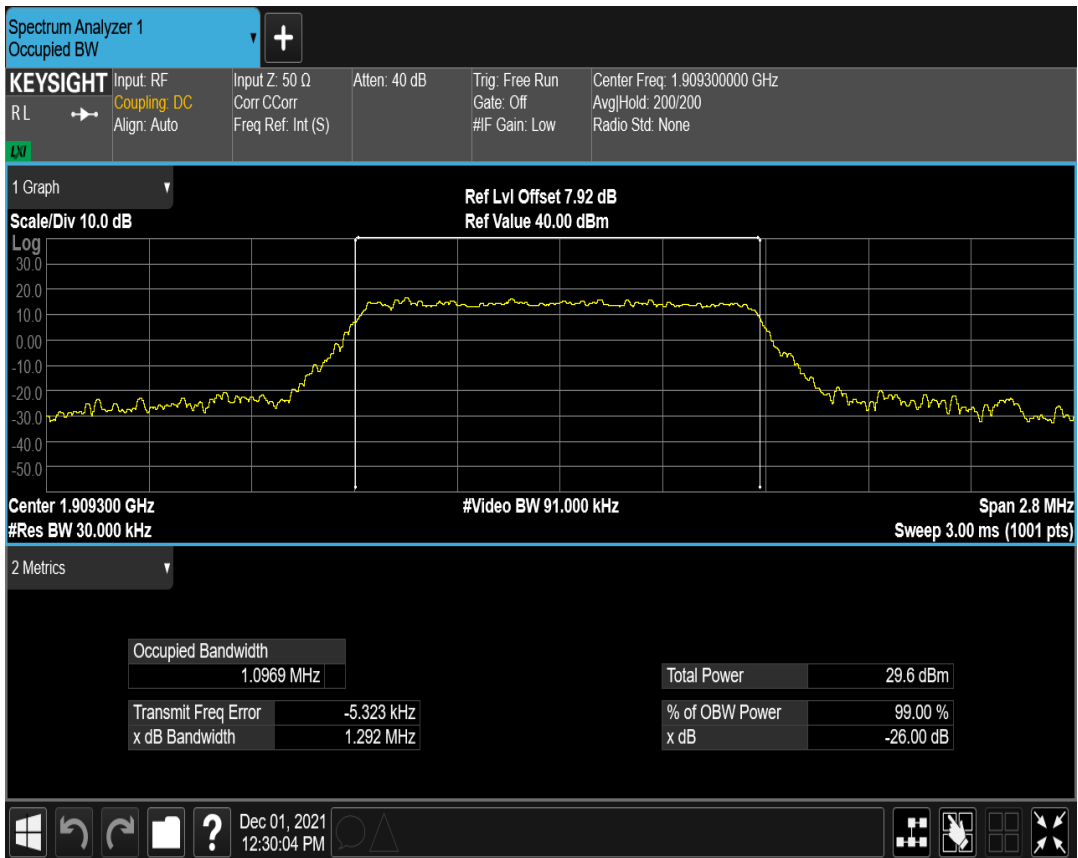 Spectrum Analyzer 1
Occupied BW
KEYSIGHT
R L
LXI
Input: RF
Coupling: DC
Align: Auto
Input Z: 50 Ω
Corr CCorr
Freq Ref: Int (S)
Atten: 40 dB
Trig: Free Run
Gate: Off
#IF Gain: Low
Center Freq: 1.909300000 GHz
Avg|Hold: 200/200
Radio Std: None
1 Graph
Scale/Div 10.0 dB
Ref Lvl Offset 7.92 dB
Ref Value 40.00 dBm
Log
30.0
20.0
10.0
0.00
-10.0
-20.0
-30.0
-40.0
-50.0
Center 1.909300 GHz
#Res BW 30.000 kHz
#Video BW 91.000 kHz
Span 2.8 MHz
Sweep 3.00 ms (1001 pts)
2 Metrics
Occupied Bandwidth
1.0969 MHz
Transmit Freq Error -5.323 kHz
x dB Bandwidth 1.292 MHz
Total Power 29.6 dBm
% of OBW Power 99.00 %
x dB -26.00 dB
?
Dec 01, 2021
12:30:04 PM